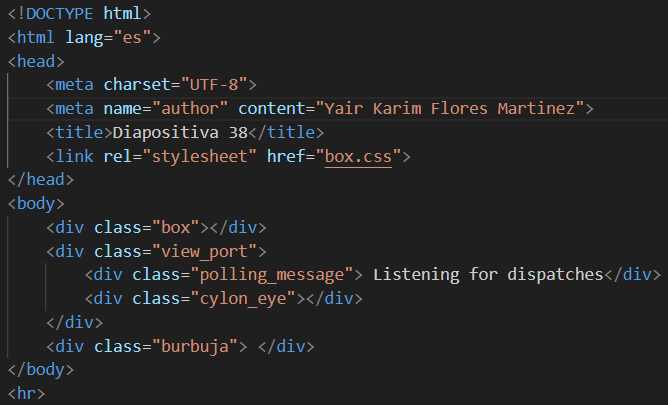 <!DOCTYPE html>
<html lang="es">
<head>
    <meta charset="UTF-8">
    <meta name="author" content="Yair Karim Flores Martinez">
    <title>Diapositiva 38</title>
    <link rel="stylesheet" href="box.css">
</head>
<body>
    <div class="box"></div>
    <div class="view_port">
        <div class="polling_message"> Listening for dispatches</div>
        <div class="cylon_eye"></div>
    </div>
    <div class="burbuja"> </div>
</body>
<hr>